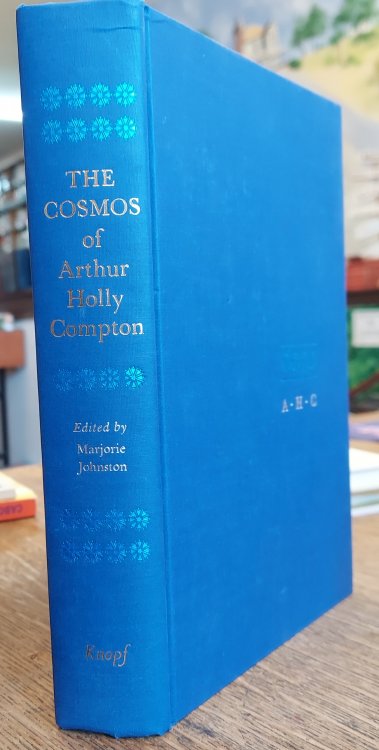 THE
COSMOS
of
Arthur
Holly
Compton
Edited by
Marjorie
Johnston
Knopf
A-H-C